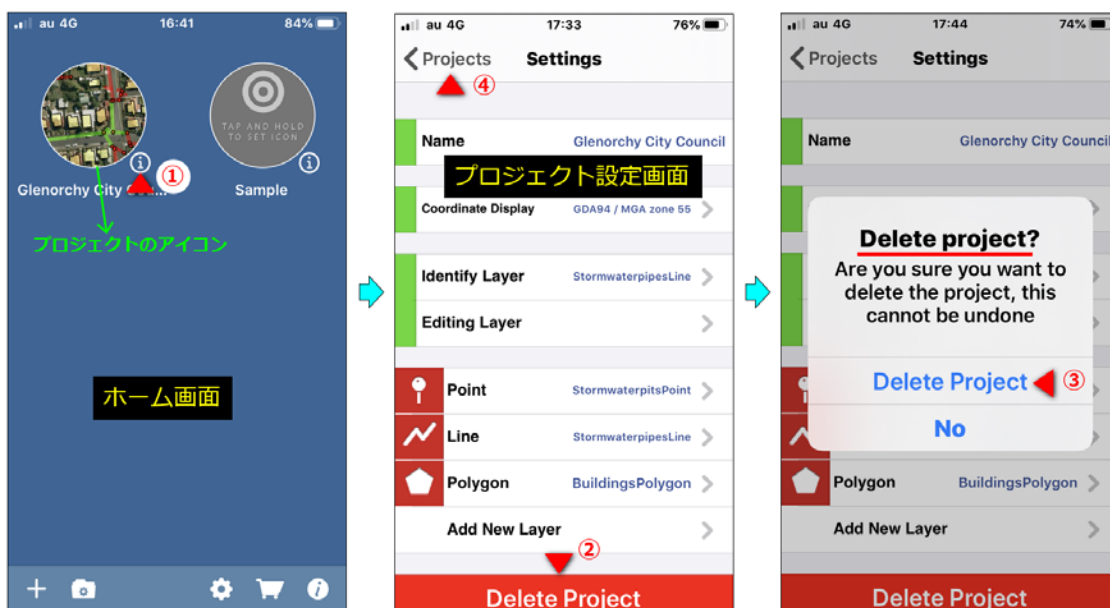 au 4G 16:41 84%
TAP AND HOLD
TO SET ICON
①
Glenorchy City Cou...
Sample
プロジェクトのアイコン
ホーム画面
au 4G 17:33 76%
Projects Settings
④
Name Glenorchy City Council
プロジェクト設定画面
Coordinate Display GDA94 / MGA zone 55
Identify Layer StormwaterpipesLine
Editing Layer
Point StormwaterpitsPoint
Line StormwaterpipesLine
Polygon BuildingsPolygon
Add New Layer
②
Delete Project
au 4G 17:44 74%
Projects Settings
Name Glenorchy City Council
Delete project?
Are you sure you want to
delete the project, this
cannot be undone
Delete Project ③
No
Polygon BuildingsPolygon
Add New Layer
Delete Project